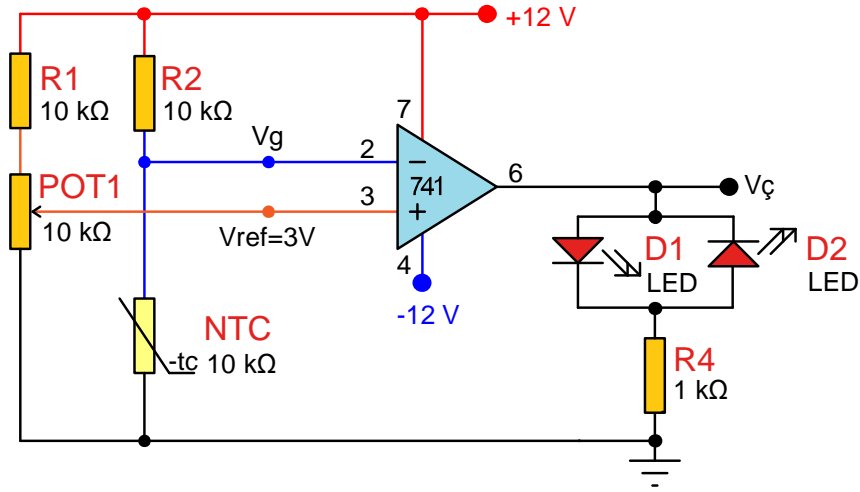 +12 V
R1
10 kΩ
R2
10 kΩ
7
Vg
2
−
741
6
Vç
POT1
10 kΩ
3
+
Vref=3V
4
-12 V
D1
LED
D2
LED
NTC
-tc 10 kΩ
R4
1 kΩ